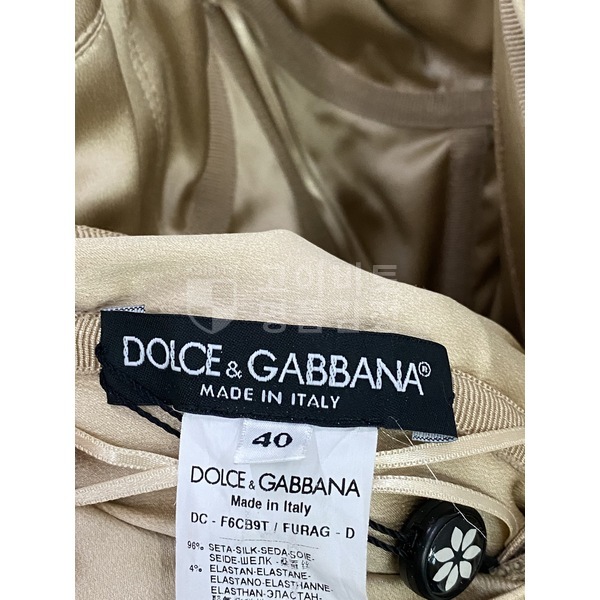 DOLCE & GABBANA®
MADE IN ITALY
40
DOLCE & GABBANA
Made in Italy
DC - F6CB9T / FURAG - D
96% SETA-SILK-SEDA-SOIE-
SEIDE-ШЕЛК-
4% ELASTAN-ELASTANE-
ELASTANO-ELASTHANNE-
ELASTHAN-ЭЛАСТАН-